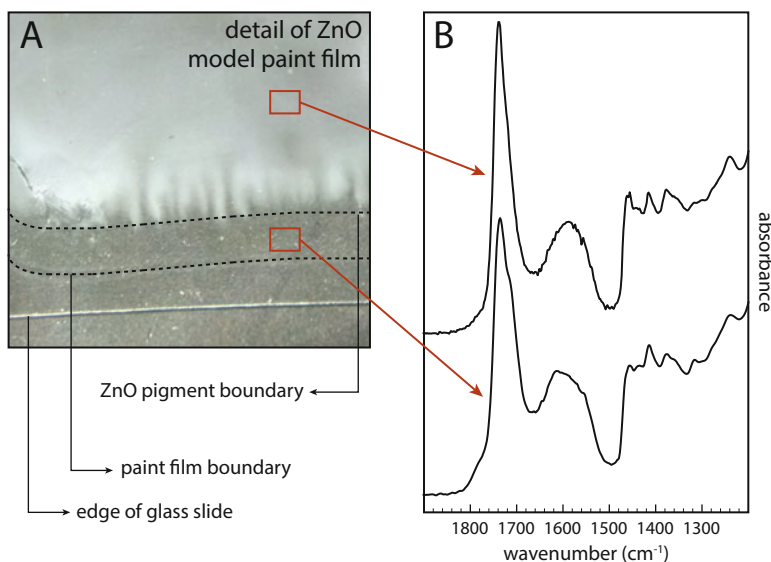 A
detail of ZnO
model paint film
ZnO pigment boundary
paint film boundary
edge of glass slide
B
absorbance
1800 1700 1600 1500 1400 1300
wavenumber (cm⁻¹)